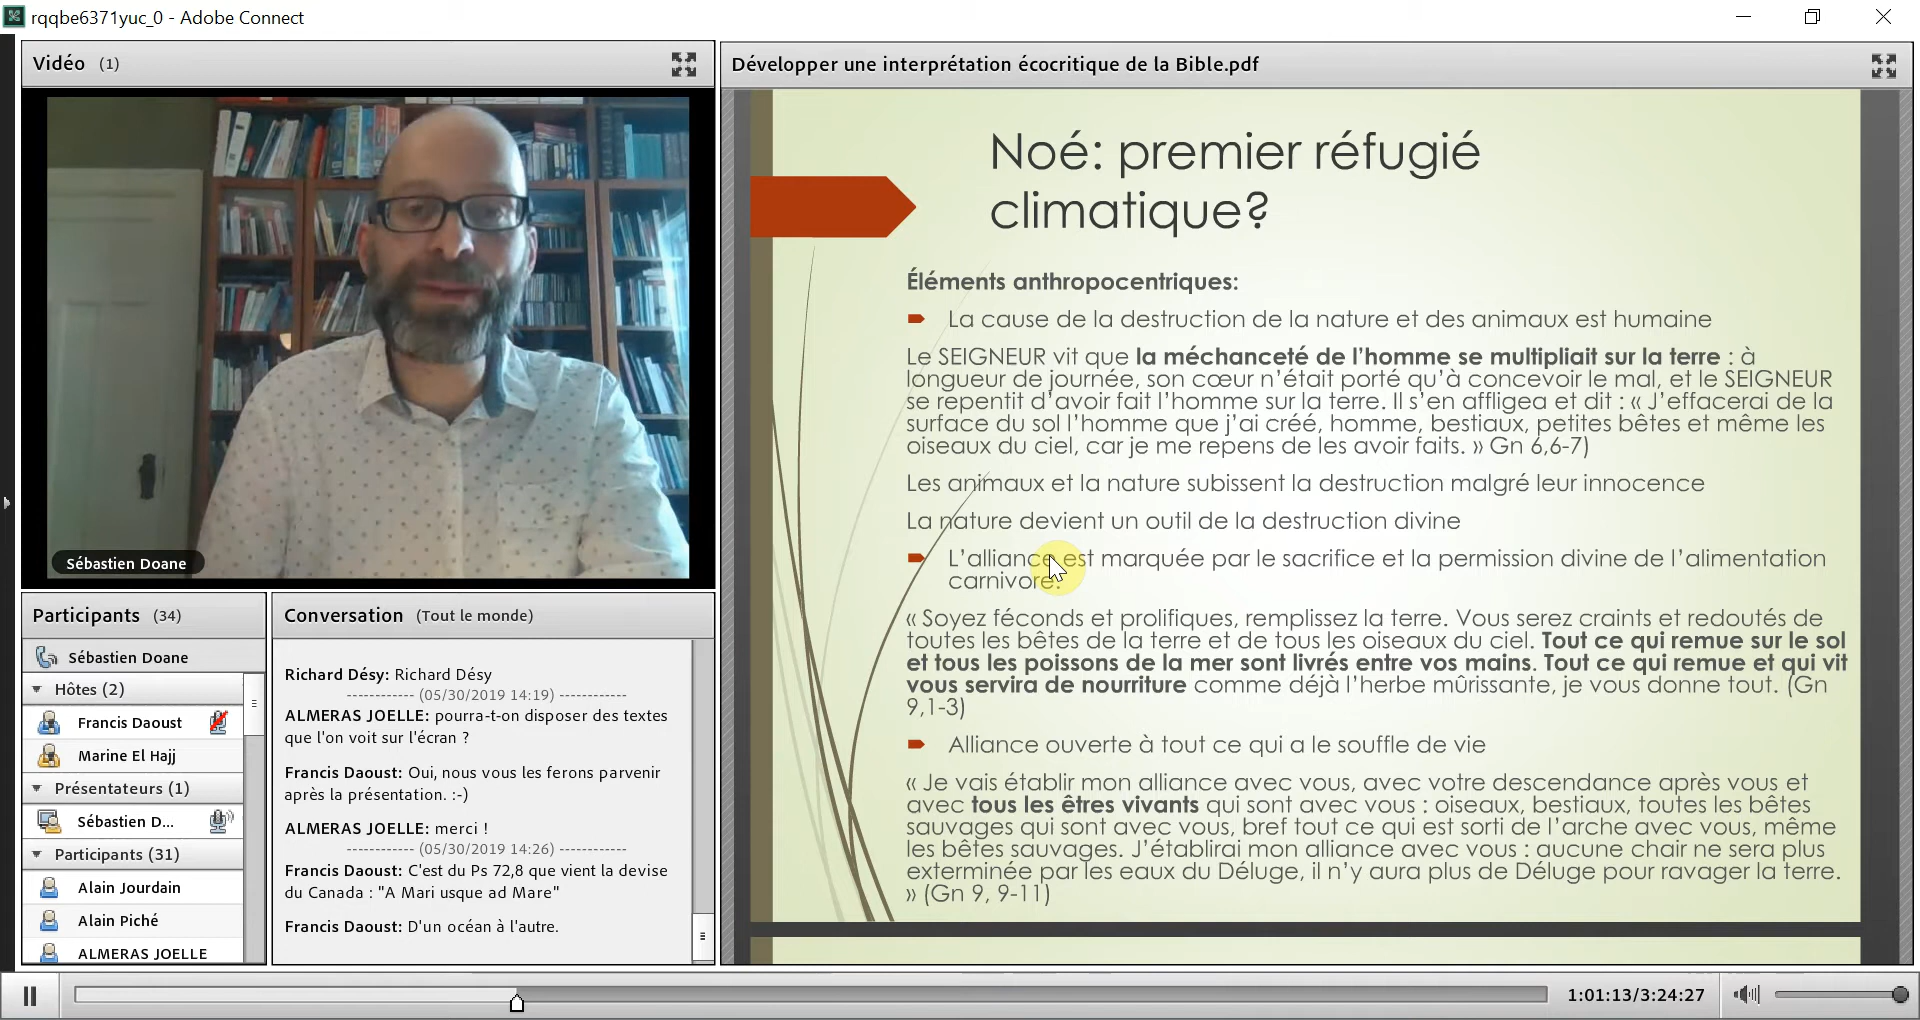 rqqbe6371yuc_0 - Adobe Connect
Vidéo (1)
Sébastien Doane
Participants (34)
Sébastien Doane
Hôtes (2)
Francis Daoust
Marine El Hajj
Présentateurs (1)
Sébastien D...
Participants (31)
Alain Jourdain
Alain Piché
ALMERAS JOELLE
Conversation (Tout le monde)
Richard Désy: Richard Désy
------------ (05/30/2019 14:19) ------------
ALMERAS JOELLE: pourra-t-on disposer des textes
que l'on voit sur l'écran ?
Francis Daoust: Oui, nous vous les ferons parvenir
après la présentation. :-)
ALMERAS JOELLE: merci !
------------ (05/30/2019 14:26) ------------
Francis Daoust: C'est du Ps 72,8 que vient la devise
du Canada : "A Mari usque ad Mare"
Francis Daoust: D'un océan à l'autre.
Développer une interprétation écocritique de la Bible.pdf
Noé: premier réfugié
climatique?
Éléments anthropocentriques:
La cause de la destruction de la nature et des animaux est humaine
Le SEIGNEUR vit que la méchanceté de l’homme se multipliait sur la terre : à
longueur de journée, son cœur n’était porté qu’à concevoir le mal, et le SEIGNEUR
se repentit d’avoir fait l’homme sur la terre. Il s’en affligea et dit : « J’effacerai de la
surface du sol l’homme que j’ai créé, homme, bestiaux, petites bêtes et même les
oiseaux du ciel, car je me repens de les avoir faits. » Gn 6,6-7)
Les animaux et la nature subissent la destruction malgré leur innocence
La nature devient un outil de la destruction divine
L’alliance est marquée par le sacrifice et la permission divine de l’alimentation
carnivore.
« Soyez féconds et prolifiques, remplissez la terre. Vous serez craints et redoutés de
toutes les bêtes de la terre et de tous les oiseaux du ciel. Tout ce qui remue sur le sol
et tous les poissons de la mer sont livrés entre vos mains. Tout ce qui remue et qui vit
vous servira de nourriture comme déjà l’herbe mûrissante, je vous donne tout. (Gn
9,1-3)
Alliance ouverte à tout ce qui a le souffle de vie
« Je vais établir mon alliance avec vous, avec votre descendance après vous et
avec tous les êtres vivants qui sont avec vous : oiseaux, bestiaux, toutes les bêtes
sauvages qui sont avec vous, bref tout ce qui est sorti de l’arche avec vous, même
les bêtes sauvages. J’établirai mon alliance avec vous : aucune chair ne sera plus
exterminée par les eaux du Déluge, il n’y aura plus de Déluge pour ravager la terre.
» (Gn 9, 9-11)
1:01:13/3:24:27